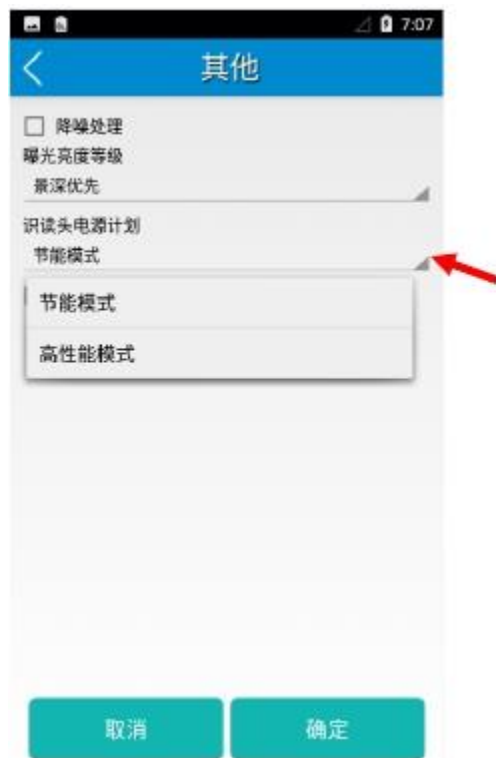 7:07
其他
降噪处理
曝光亮度等级
景深优先
识读头电源计划
节能模式
节能模式
高性能模式
取消
确定